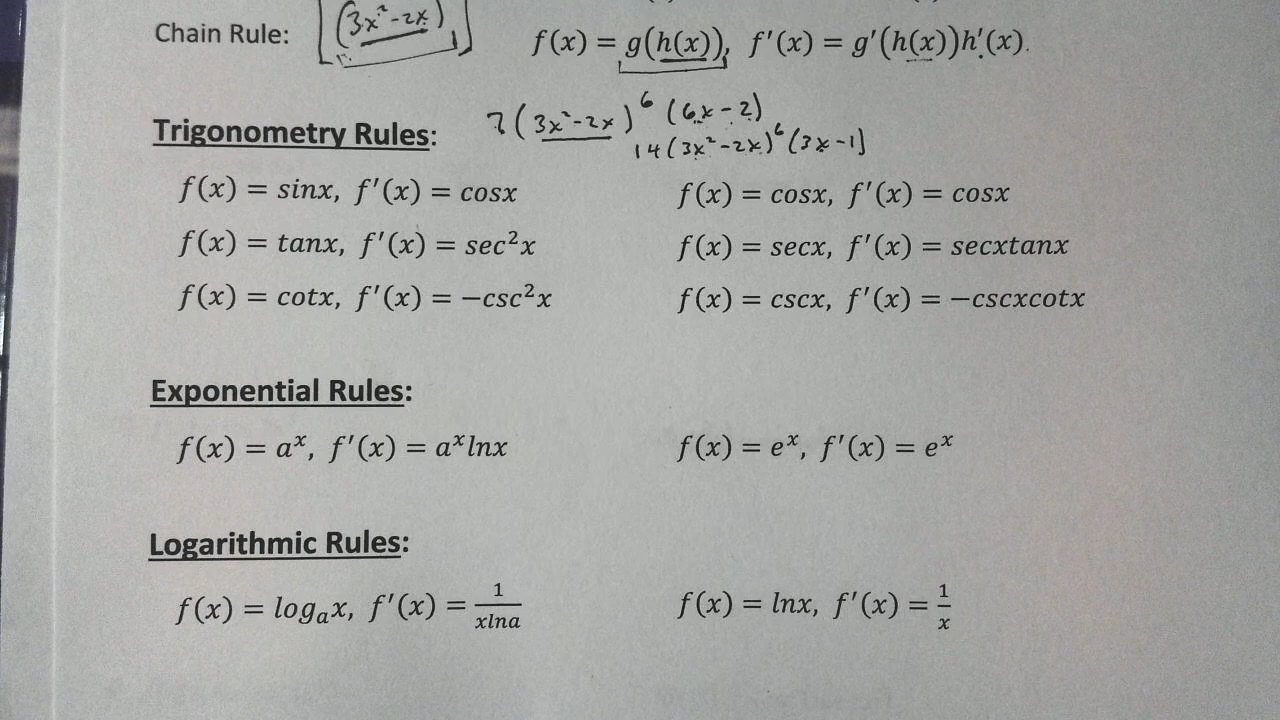 Chain Rule: [(3x²-2x)] f(x) = g(h(x)), f'(x) = g'(h(x))h'(x).
7(3x²-2x)⁶(6x-2)
Trigonometry Rules:
14(3x²-2x)⁶(3x-1]
f(x) = sinx, f'(x) = cosx f(x) = cosx, f'(x) = cosx
f(x) = tanx, f'(x) = sec²x f(x) = secx, f'(x) = secxtanx
f(x) = cotx, f'(x) = −csc²x f(x) = cscx, f'(x) = −cscxcotx
Exponential Rules:
f(x) = aˣ, f'(x) = aˣlnx f(x) = eˣ, f'(x) = eˣ
Logarithmic Rules:
f(x) = logₐx, f'(x) = 1/xlna f(x) = lnx, f'(x) = 1/x